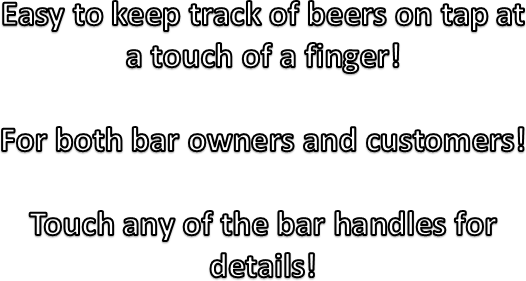 Easy to keep track of beers on tap at
a touch of a finger!
For both bar owners and customers!
Touch any of the bar handles for
details!